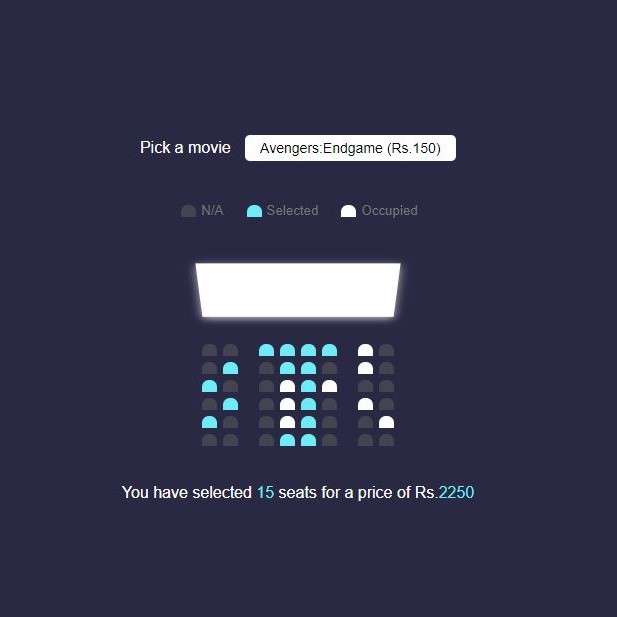 Pick a movie Avengers:Endgame (Rs.150)
N/A Selected Occupied
You have selected 15 seats for a price of Rs.2250